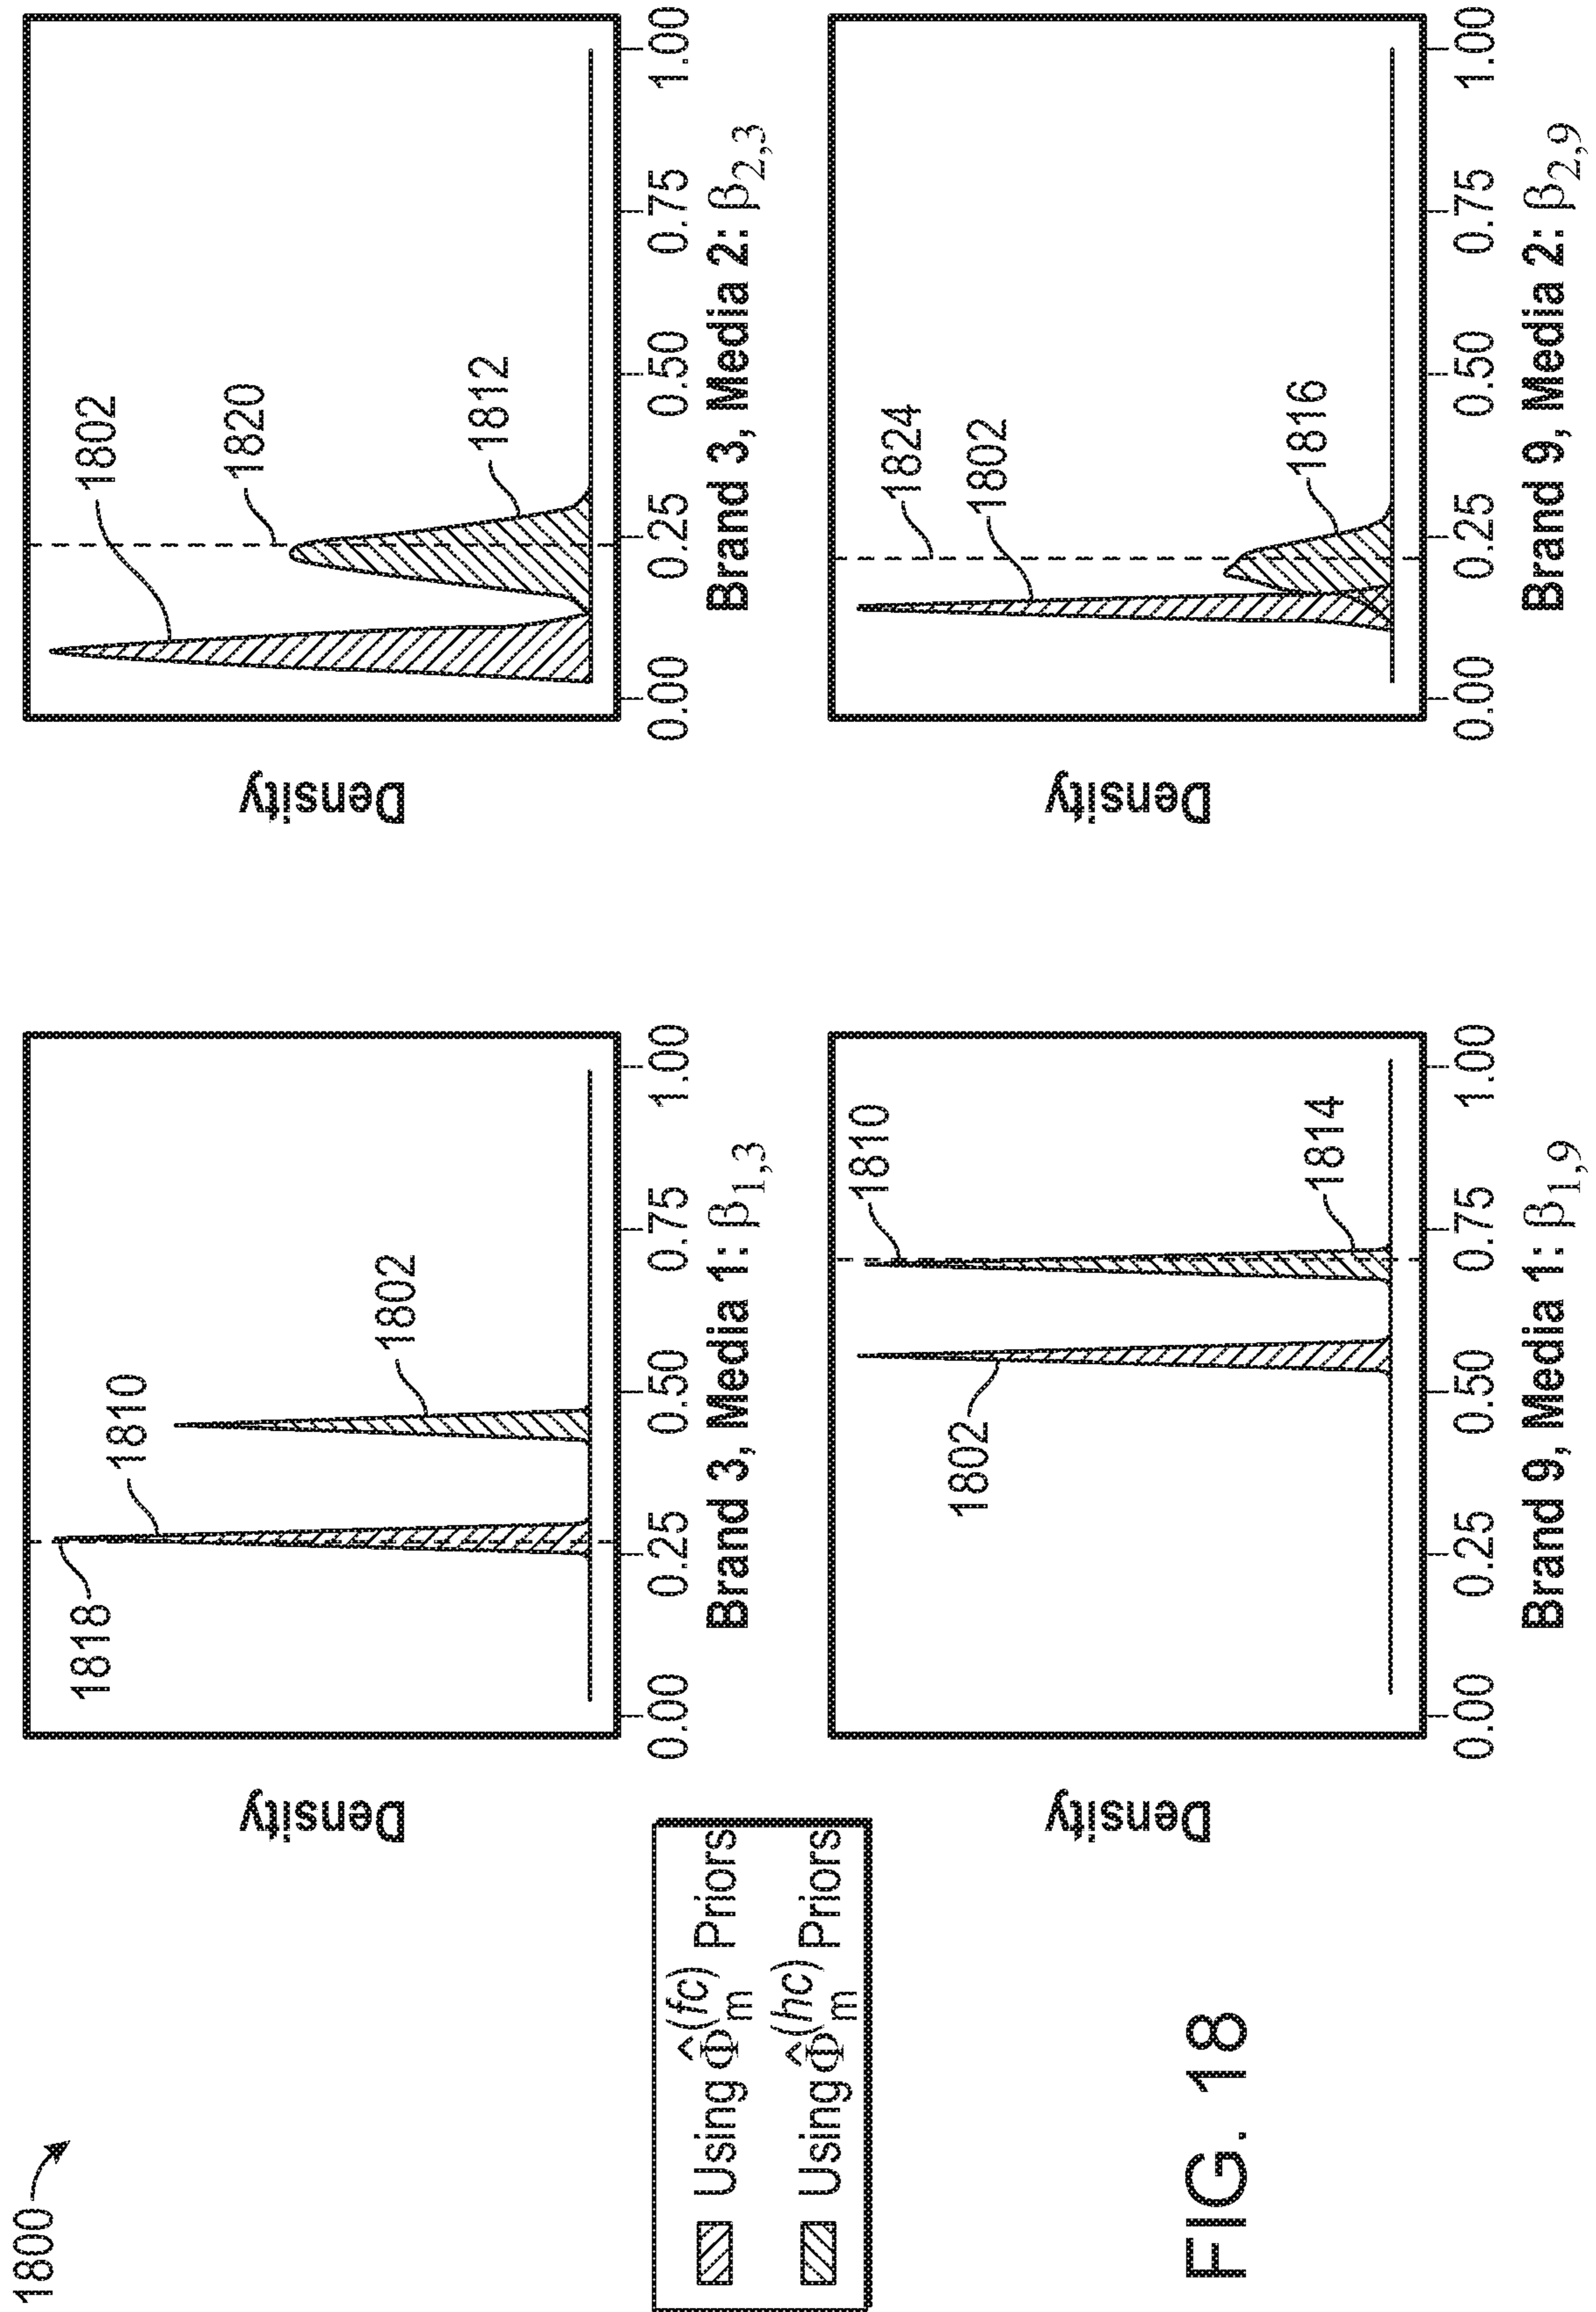 1800
Using Φ̂m(fc) Priors
Using Φ̂m(hc) Priors
FIG. 18
Density
1818
1810
1802
0.00 0.25 0.50 0.75 1.00
Brand 3, Media 1: β1,3
Density
1802
1820
1812
0.00 0.25 0.50 0.75 1.00
Brand 3, Media 2: β2,3
Density
1802
1810
1814
0.00 0.25 0.50 0.75 1.00
Brand 9, Media 1: β1,9
Density
1824
1802
1816
0.00 0.25 0.50 0.75 1.00
Brand 9, Media 2: β2,9